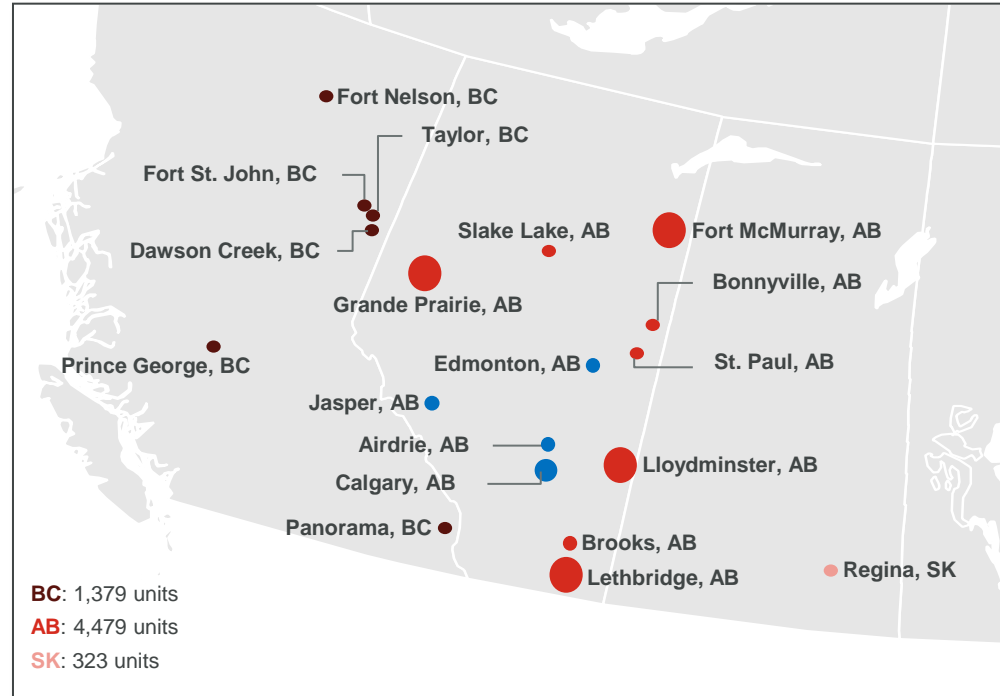 Fort Nelson, BC
Taylor, BC
Fort St. John, BC
Slake Lake, AB
Fort McMurray, AB
Dawson Creek, BC
Bonnyville, AB
Grande Prairie, AB
Prince George, BC
Edmonton, AB
St. Paul, AB
Jasper, AB
Airdrie, AB
Lloydminster, AB
Calgary, AB
Panorama, BC
Brooks, AB
Lethbridge, AB
Regina, SK
BC: 1,379 units
AB: 4,479 units
SK: 323 units